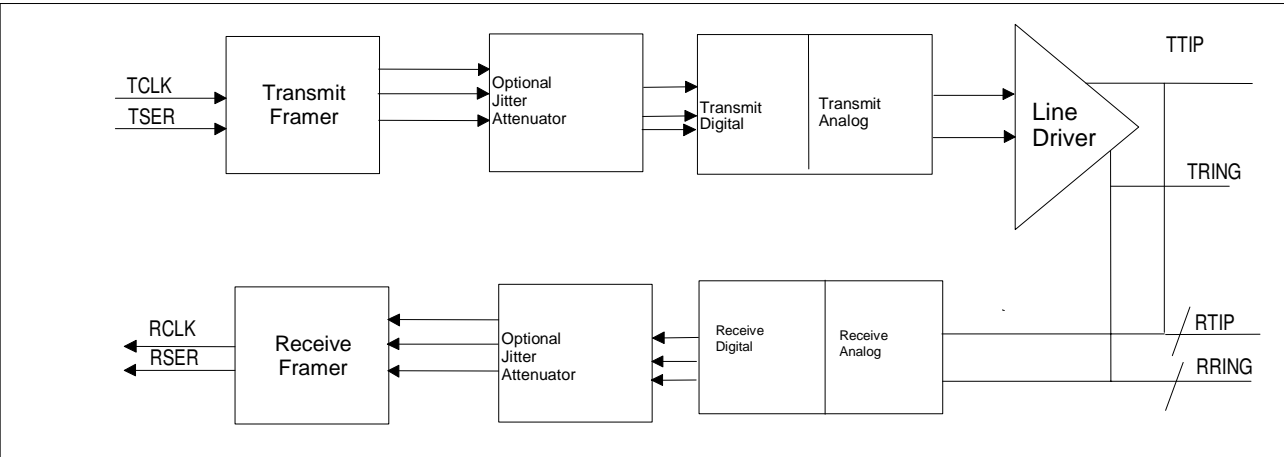 TTIP
TCLK
TSER
Transmit
Framer
Optional
Jitter
Attenuator
Transmit
Digital
Transmit
Analog
Line
Driver
TRING
RCLK
RSER
Receive
Framer
Optional
Jitter
Attenuator
Receive
Digital
Receive
Analog
RTIP
RRING